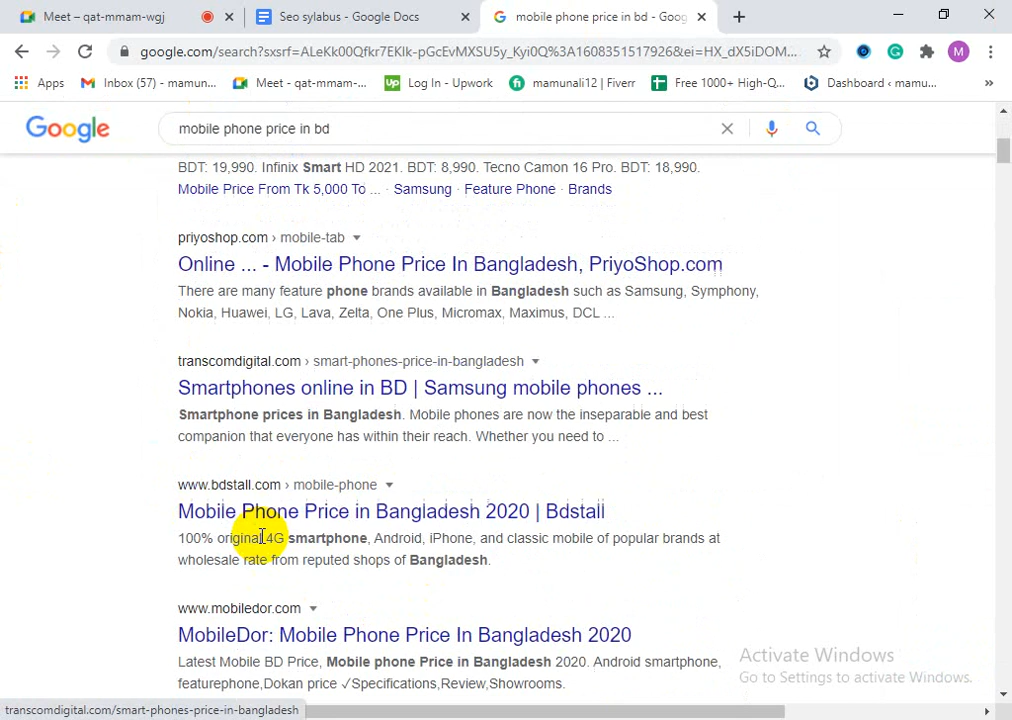 Meet – qat-mmam-wgj
Seo sylabus - Google Docs
mobile phone price in bd - Goog
google.com/search?sxsrf=ALeKk00Qfkr7EKIk-pGcEvMXSU5y_Kyi0Q%3A1608351517926&ei=HX_dX5iDOM...
M
Apps
Inbox (57) - mamun...
Meet - qat-mmam-...
Up
Log In - Upwork
fi
mamunali12 | Fiverr
Free 1000+ High-Q...
Dashboard ‹ mamu...
»
Google
mobile phone price in bd
BDT: 19,990. Infinix Smart HD 2021. BDT: 8,990. Tecno Camon 16 Pro. BDT: 18,990.
Mobile Price From Tk 5,000 To ... · Samsung · Feature Phone · Brands
priyoshop.com › mobile-tab
Online ... - Mobile Phone Price In Bangladesh, PriyoShop.com
There are many feature phone brands available in Bangladesh such as Samsung, Symphony,
Nokia, Huawei, LG, Lava, Zelta, One Plus, Micromax, Maximus, DCL ...
transcomdigital.com › smart-phones-price-in-bangladesh
Smartphones online in BD | Samsung mobile phones ...
Smartphone prices in Bangladesh. Mobile phones are now the inseparable and best
companion that everyone has within their reach. Whether you need to ...
www.bdstall.com › mobile-phone
Mobile Phone Price in Bangladesh 2020 | Bdstall
100% original 4G smartphone, Android, iPhone, and classic mobile of popular brands at
wholesale rate from reputed shops of Bangladesh.
www.mobiledor.com
MobileDor: Mobile Phone Price In Bangladesh 2020
Latest Mobile BD Price, Mobile phone Price in Bangladesh 2020. Android smartphone,
featurephone,Dokan price ✓Specifications,Review,Showrooms.
Activate Windows
Go to Settings to activate Windows.
transcomdigital.com/smart-phones-price-in-bangladesh